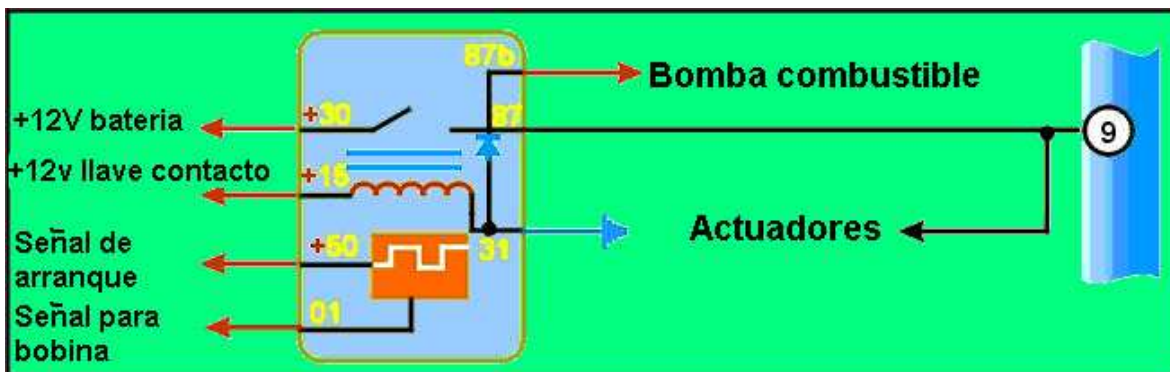 87b
Bomba combustible
+12V bateria
+30
87
9
+12v llave contacto
+15
Actuadores
Señal de
arranque
+50
31
Señal para
bobina
01